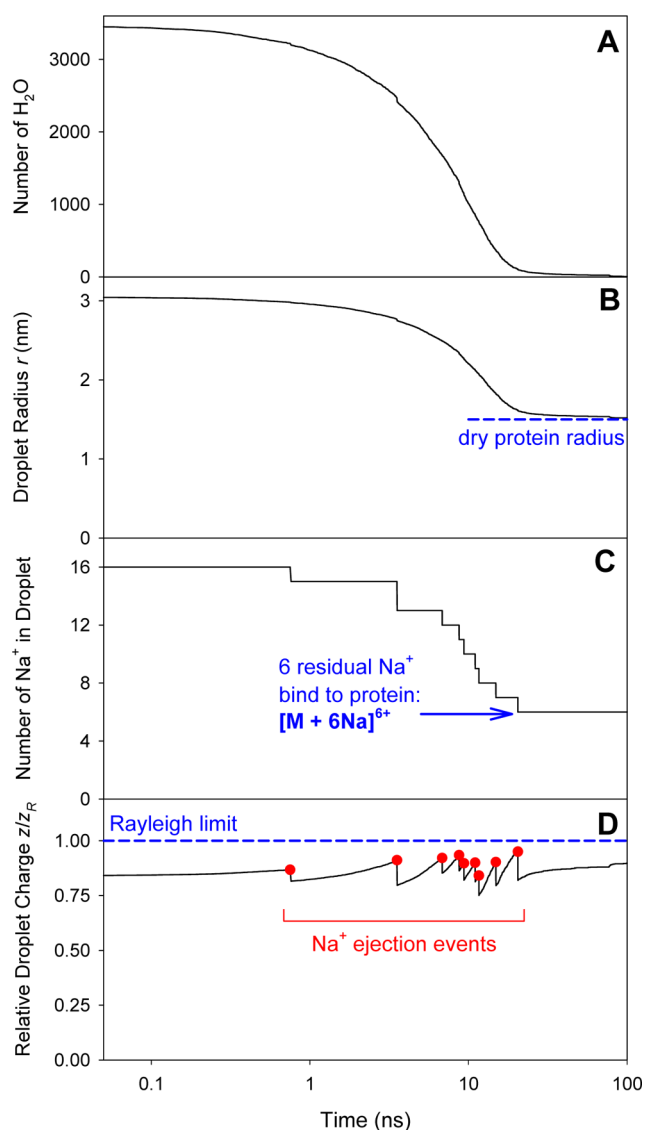 A
Number of H₂O
3000
2000
1000
0
B
Droplet Radius r (nm)
3
2
1
0
dry protein radius
C
Number of Na⁺ in Droplet
16
12
8
4
0
6 residual Na⁺
bind to protein:
[M + 6Na]⁶⁺
D
Relative Droplet Charge z/z_R
Rayleigh limit
1.00
0.75
0.50
0.25
0.00
Na⁺ ejection events
0.1 1 10 100
Time (ns)